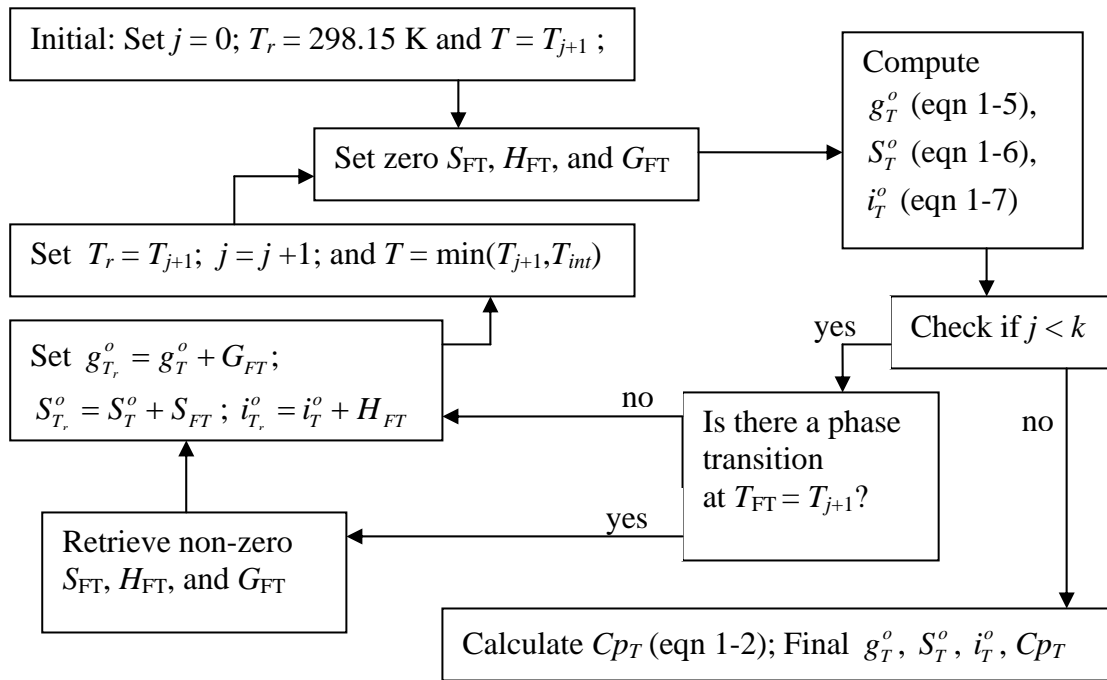 Initial: Set j = 0; T_r = 298.15 K and T = T_{j+1} ;
Set zero S_FT, H_FT, and G_FT
Compute
g_T^o (eqn 1-5),
S_T^o (eqn 1-6),
i_T^o (eqn 1-7)
Set T_r = T_{j+1}; j = j +1; and T = min(T_{j+1},T_int)
Check if j < k
yes
no
Is there a phase
transition
at T_FT = T_{j+1}?
no
yes
Set g_{T_r}^o = g_T^o + G_FT;
S_{T_r}^o = S_T^o + S_FT ; i_{T_r}^o = i_T^o + H_FT
Retrieve non-zero
S_FT, H_FT, and G_FT
Calculate Cp_T (eqn 1-2); Final g_T^o, S_T^o, i_T^o, Cp_T